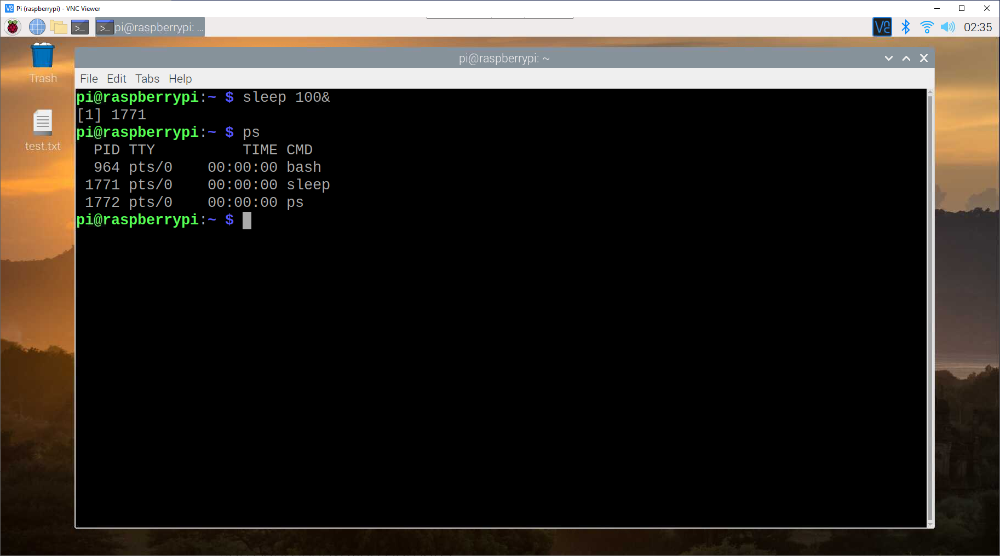 Pi (raspberrypi) - VNC Viewer
pi@raspberrypi: ...
02:35
Trash
test.txt
pi@raspberrypi: ~
File Edit Tabs Help
pi@raspberrypi:~ $ sleep 100&
[1] 1771
pi@raspberrypi:~ $ ps
  PID TTY          TIME CMD
  964 pts/0    00:00:00 bash
 1771 pts/0    00:00:00 sleep
 1772 pts/0    00:00:00 ps
pi@raspberrypi:~ $